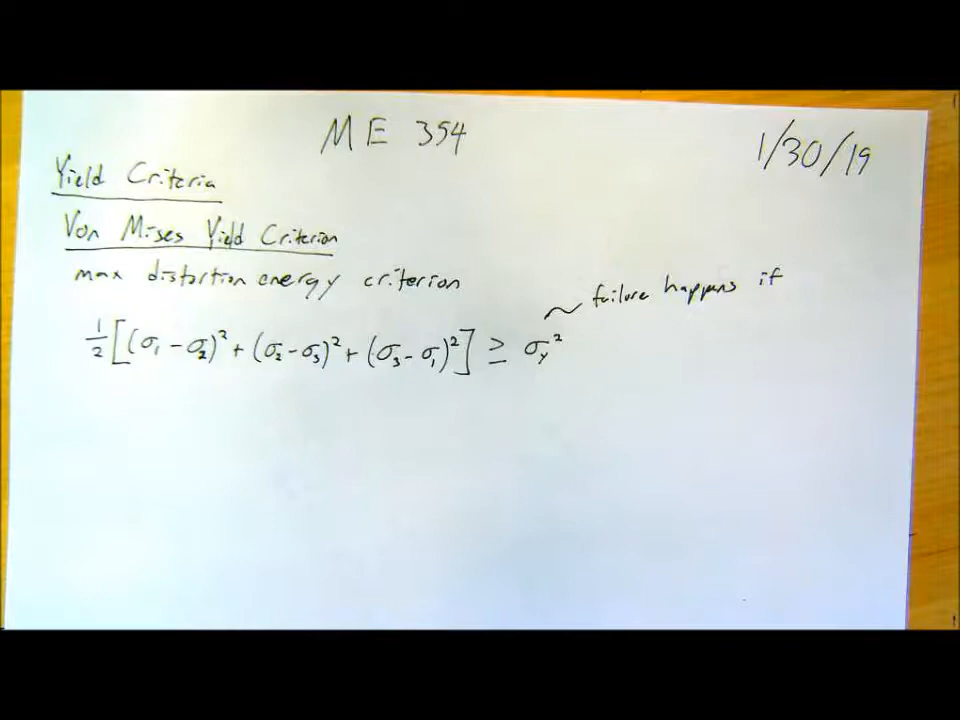 ME 354
1/30/19
Yield Criteria
Von Mises Yield Criterion
max distortion energy criterion
failure happens if
½[(σ₁ - σ₂)² + (σ₂ - σ₃)² + (σ₃ - σ₁)²] ≥ σᵧ²